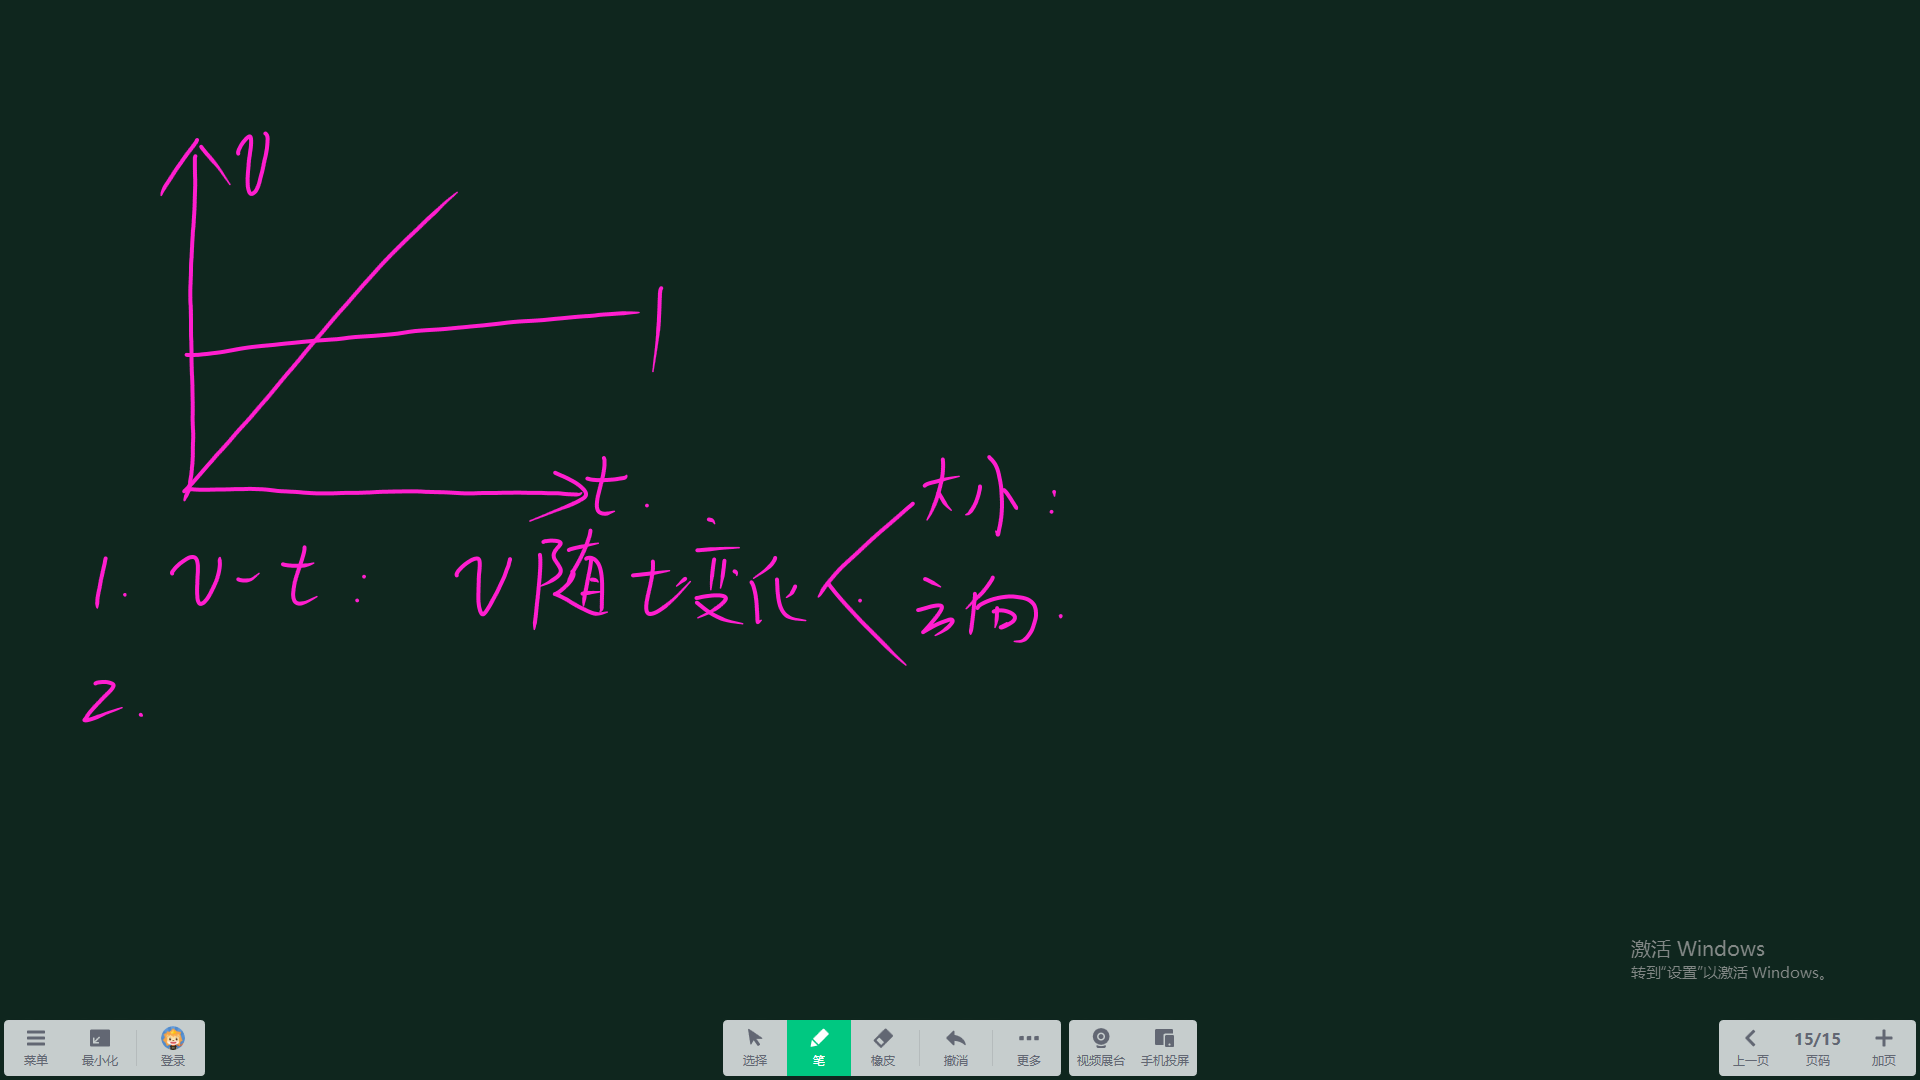 v
t.
大小:
1. v-t: v随t变化
方向.
2.
激活 Windows
转到“设置”以激活 Windows。
菜单 最小化 登录 选择 笔 橡皮 撤消 更多 视频展台 手机投屏 上一页 15/15 页码 加页